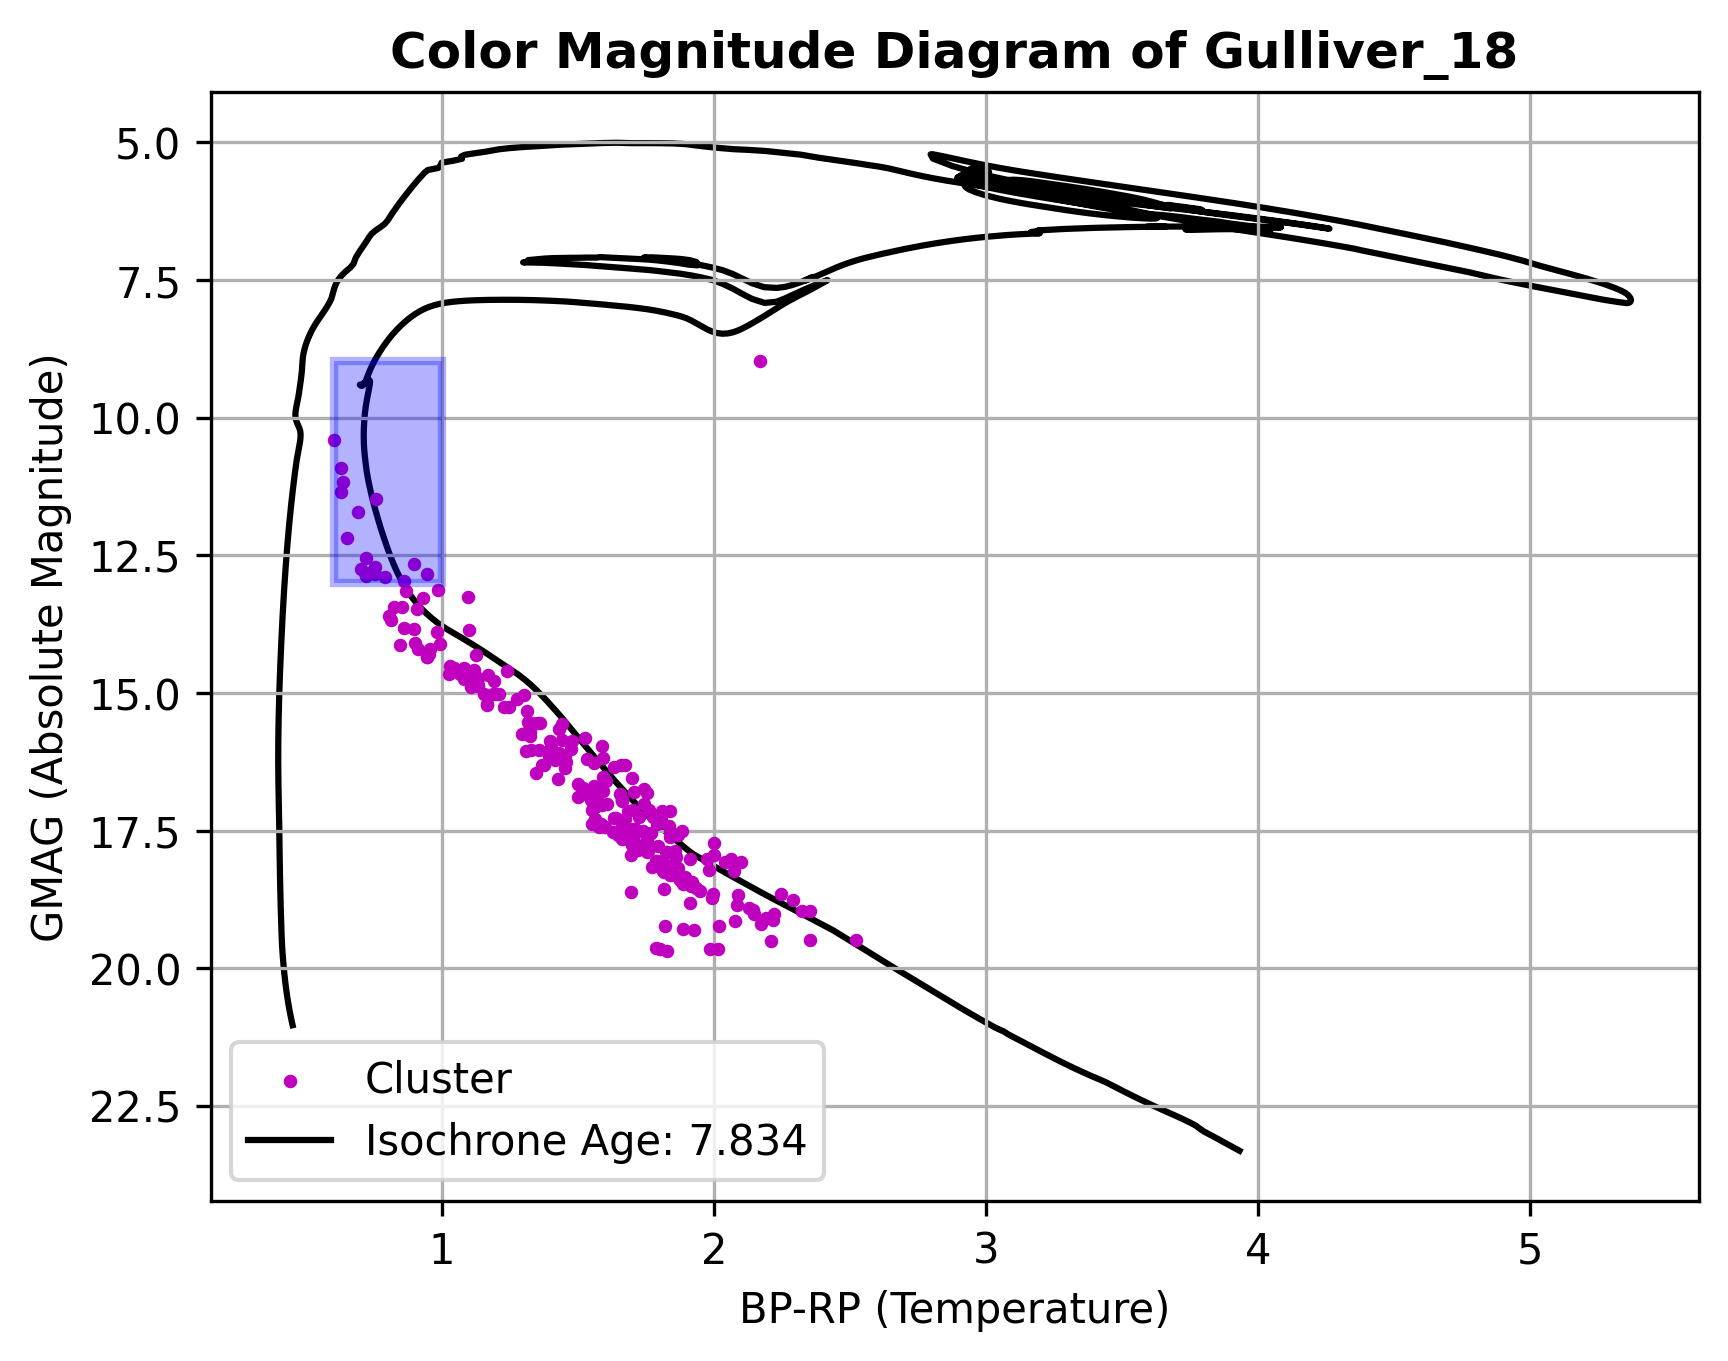 Color Magnitude Diagram of Gulliver_18
GMAG (Absolute Magnitude)
5.0
7.5
10.0
12.5
15.0
17.5
20.0
22.5
Cluster
Isochrone Age: 7.834
1 2 3 4 5
BP-RP (Temperature)